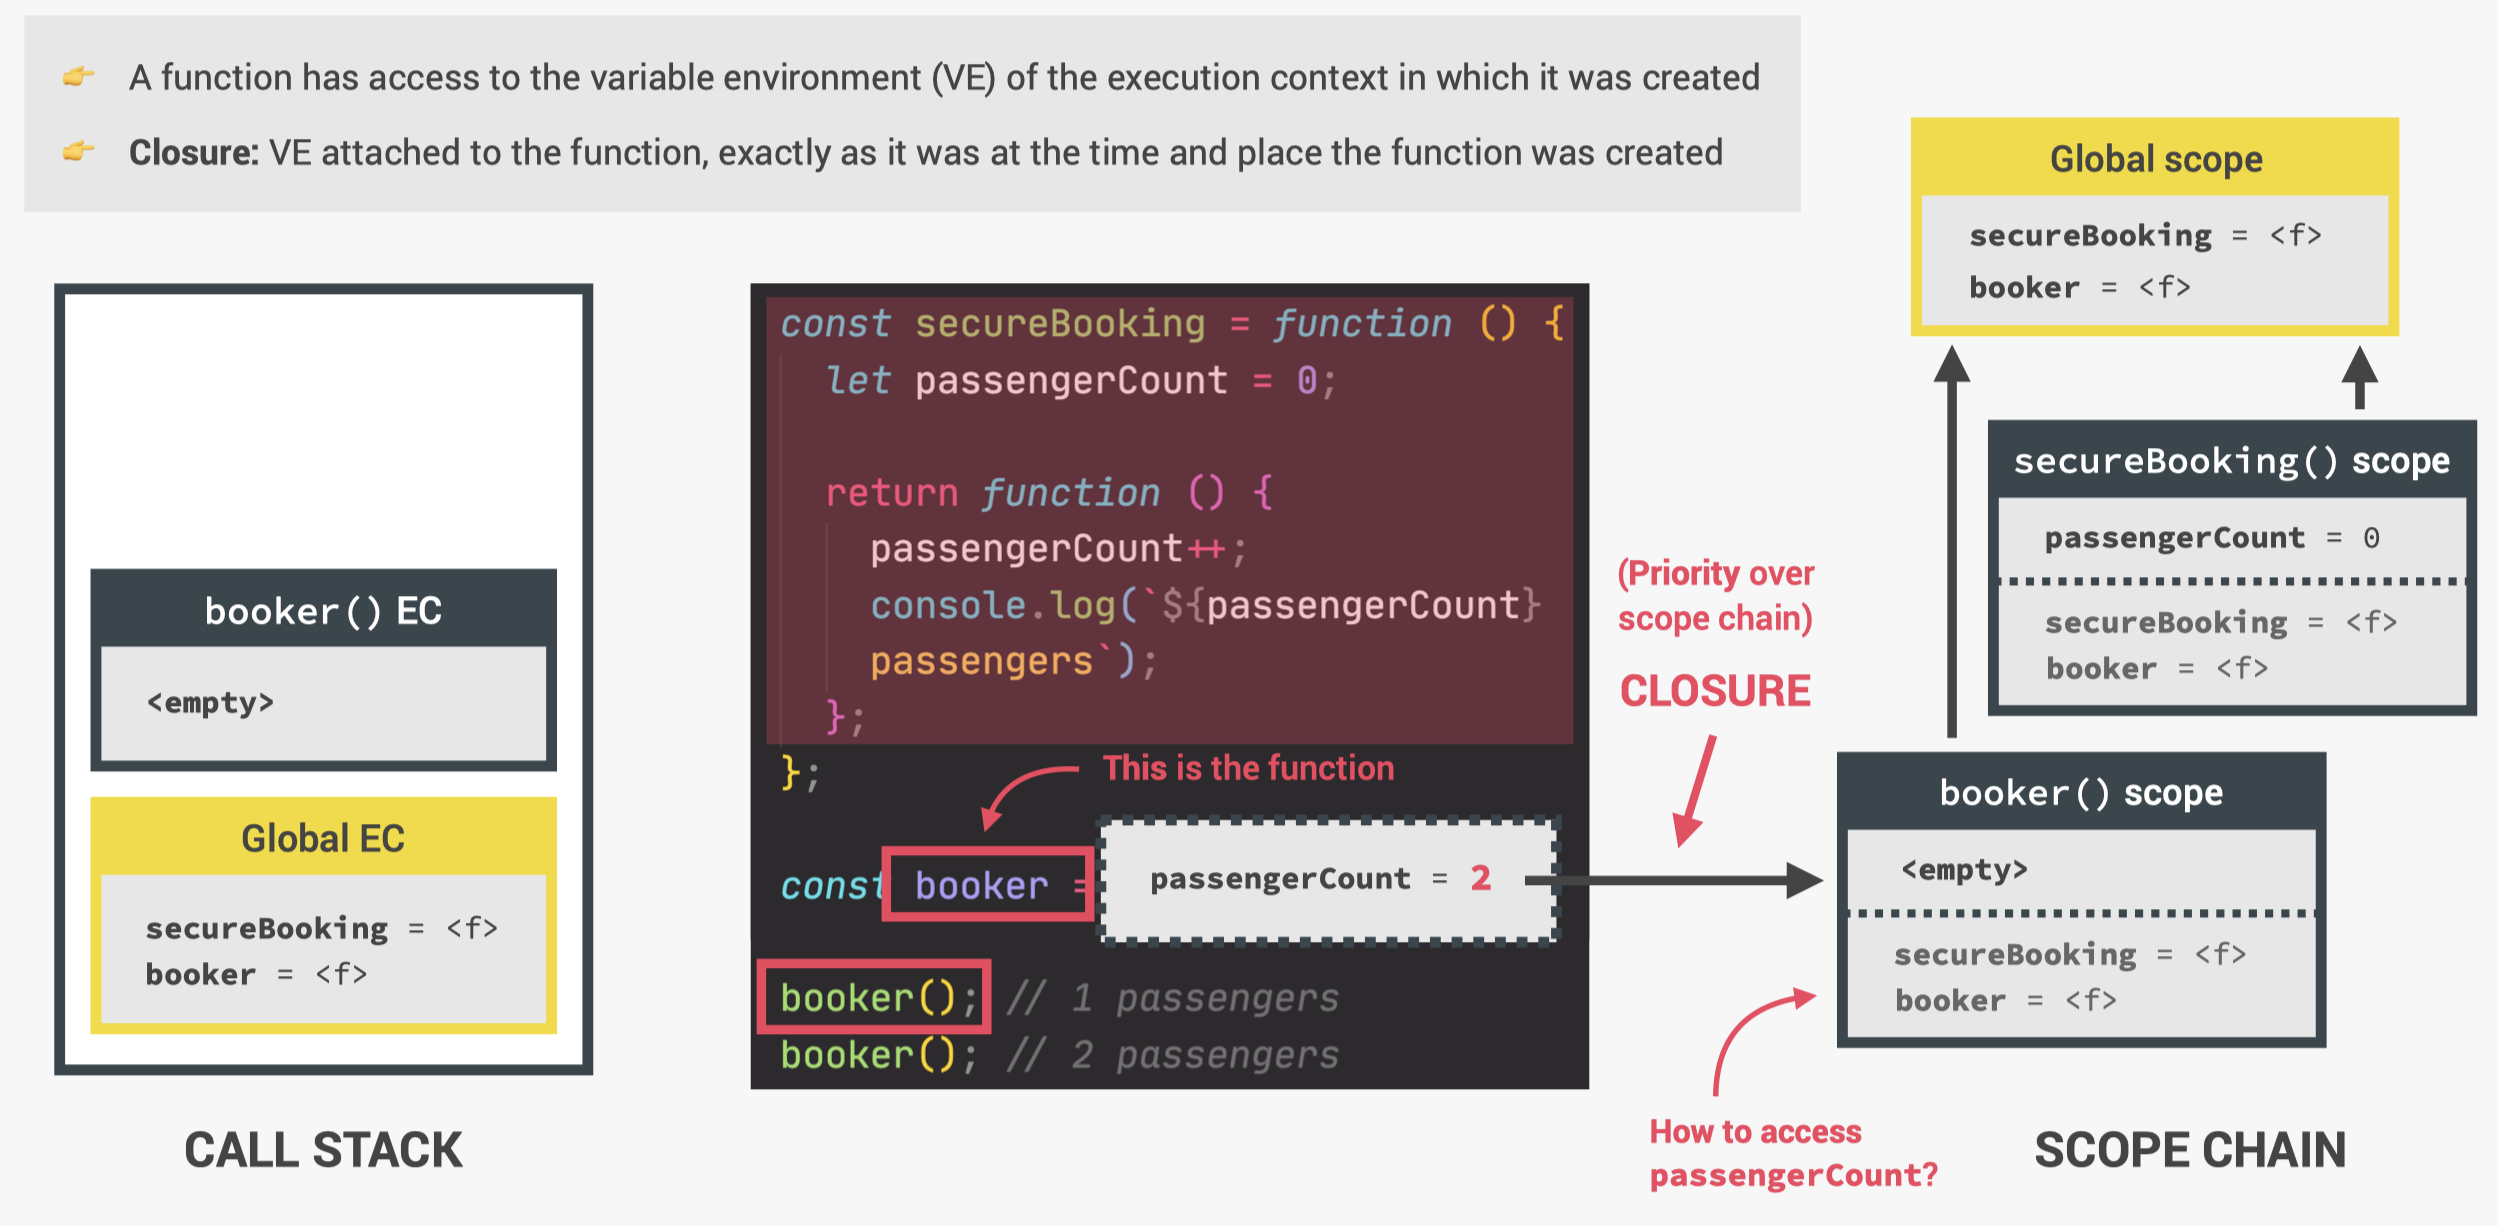 👉 A function has access to the variable environment (VE) of the execution context in which it was created
👉 Closure: VE attached to the function, exactly as it was at the time and place the function was created
booker() EC
<empty>
Global EC
secureBooking = <f>
booker = <f>
CALL STACK
const secureBooking = function () {
let passengerCount = 0;
return function () {
passengerCount++;
console.log(`${passengerCount}
passengers`);
};
};
This is the function
const booker =
passengerCount = 2
booker(); // 1 passengers
booker(); // 2 passengers
(Priority over
scope chain)
CLOSURE
How to access
passengerCount?
Global scope
secureBooking = <f>
booker = <f>
secureBooking() scope
passengerCount = 0
secureBooking = <f>
booker = <f>
booker() scope
<empty>
secureBooking = <f>
booker = <f>
SCOPE CHAIN